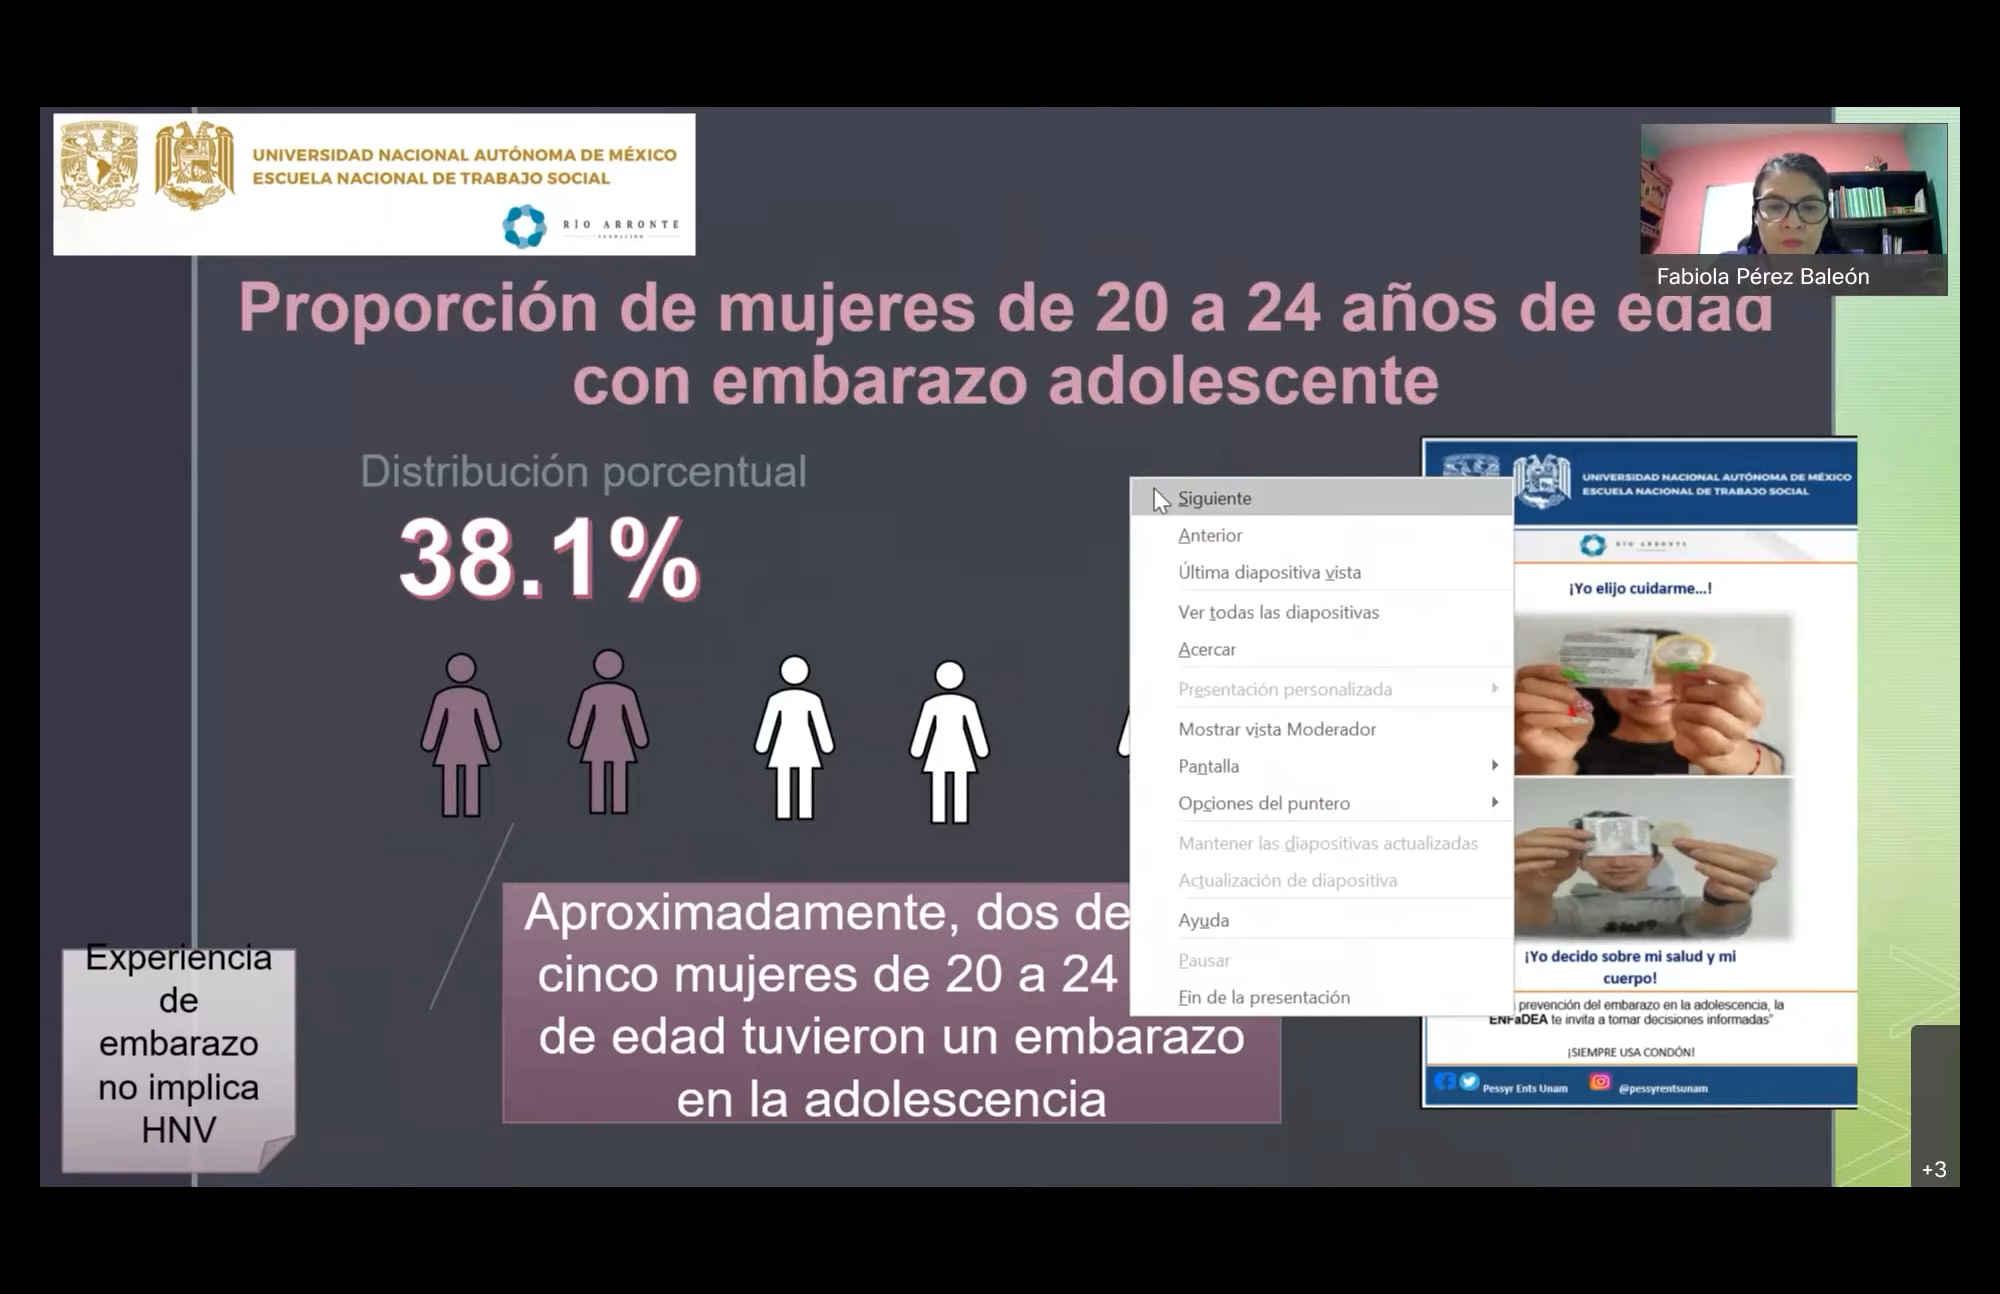 UNIVERSIDAD NACIONAL AUTÓNOMA DE MÉXICO
ESCUELA NACIONAL DE TRABAJO SOCIAL
RÍO ARRONTE
FUNDACIÓN
Fabiola Pérez Baleón
Proporción de mujeres de 20 a 24 años de edad
con embarazo adolescente
Distribución porcentual
38.1%
Aproximadamente, dos de
cinco mujeres de 20 a 24
de edad tuvieron un embarazo
en la adolescencia
Experiencia
de
embarazo
no implica
HNV
Siguiente
Anterior
Última diapositiva vista
Ver todas las diapositivas
Acercar
Presentación personalizada
Mostrar vista Moderador
Pantalla
Opciones del puntero
Mantener las diapositivas actualizadas
Actualización de diapositiva
Ayuda
Pausar
Fin de la presentación
UNIVERSIDAD NACIONAL AUTÓNOMA DE MÉXICO
ESCUELA NACIONAL DE TRABAJO SOCIAL
RÍO ARRONTE
¡Yo elijo cuidarme...!
¡Yo decido sobre mi salud y mi
cuerpo!
prevención del embarazo en la adolescencia, la
ENFaDEA te invita a tomar decisiones informadas"
¡SIEMPRE USA CONDÓN!
Pessyr Ents Unam
@pessyrentsunam
+3